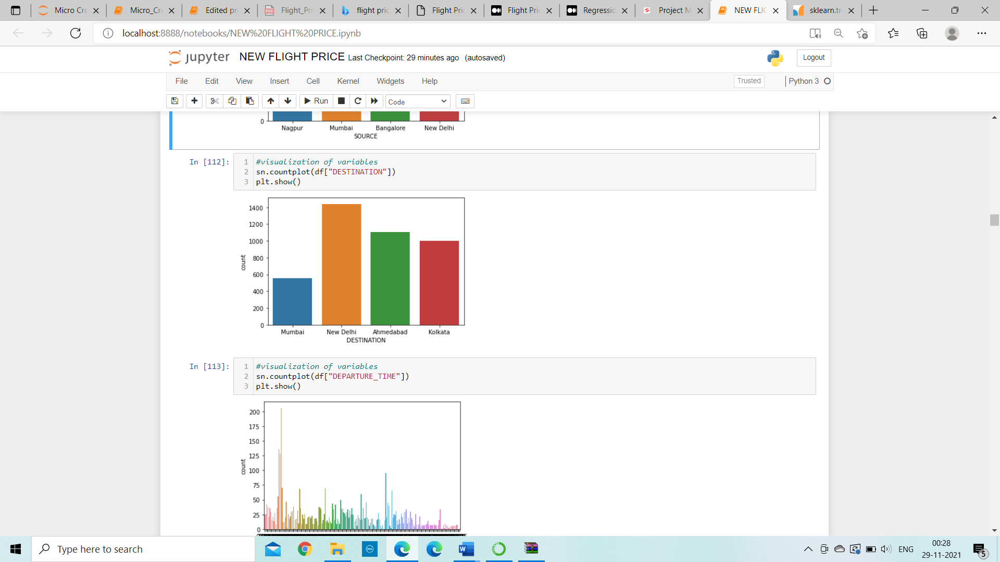 Micro Cre
Micro_Cre
Edited pr
Flight_Pri
flight pric
Flight Pric
Flight Pric
Regressio
Project M
NEW FLIG
sklearn.tr
localhost:8888/notebooks/NEW%20FLIGHT%20PRICE.ipynb
jupyter NEW FLIGHT PRICE Last Checkpoint: 29 minutes ago (autosaved)
Logout
File Edit View Insert Cell Kernel Widgets Help
Trusted
Python 3
Run
Code
0
Nagpur Mumbai Bangalore New Delhi
SOURCE
In [112]:
1 #visualization of variables
2 sn.countplot(df["DESTINATION"])
3 plt.show()
1400
1200
1000
800
600
400
200
0
count
Mumbai New Delhi Ahmedabad Kolkata
DESTINATION
In [113]:
1 #visualization of variables
2 sn.countplot(df["DEPARTURE_TIME"])
3 plt.show()
200
175
150
125
100
75
50
25
0
count
Type here to search
DELL
W
ENG
00:28
29-11-2021
5